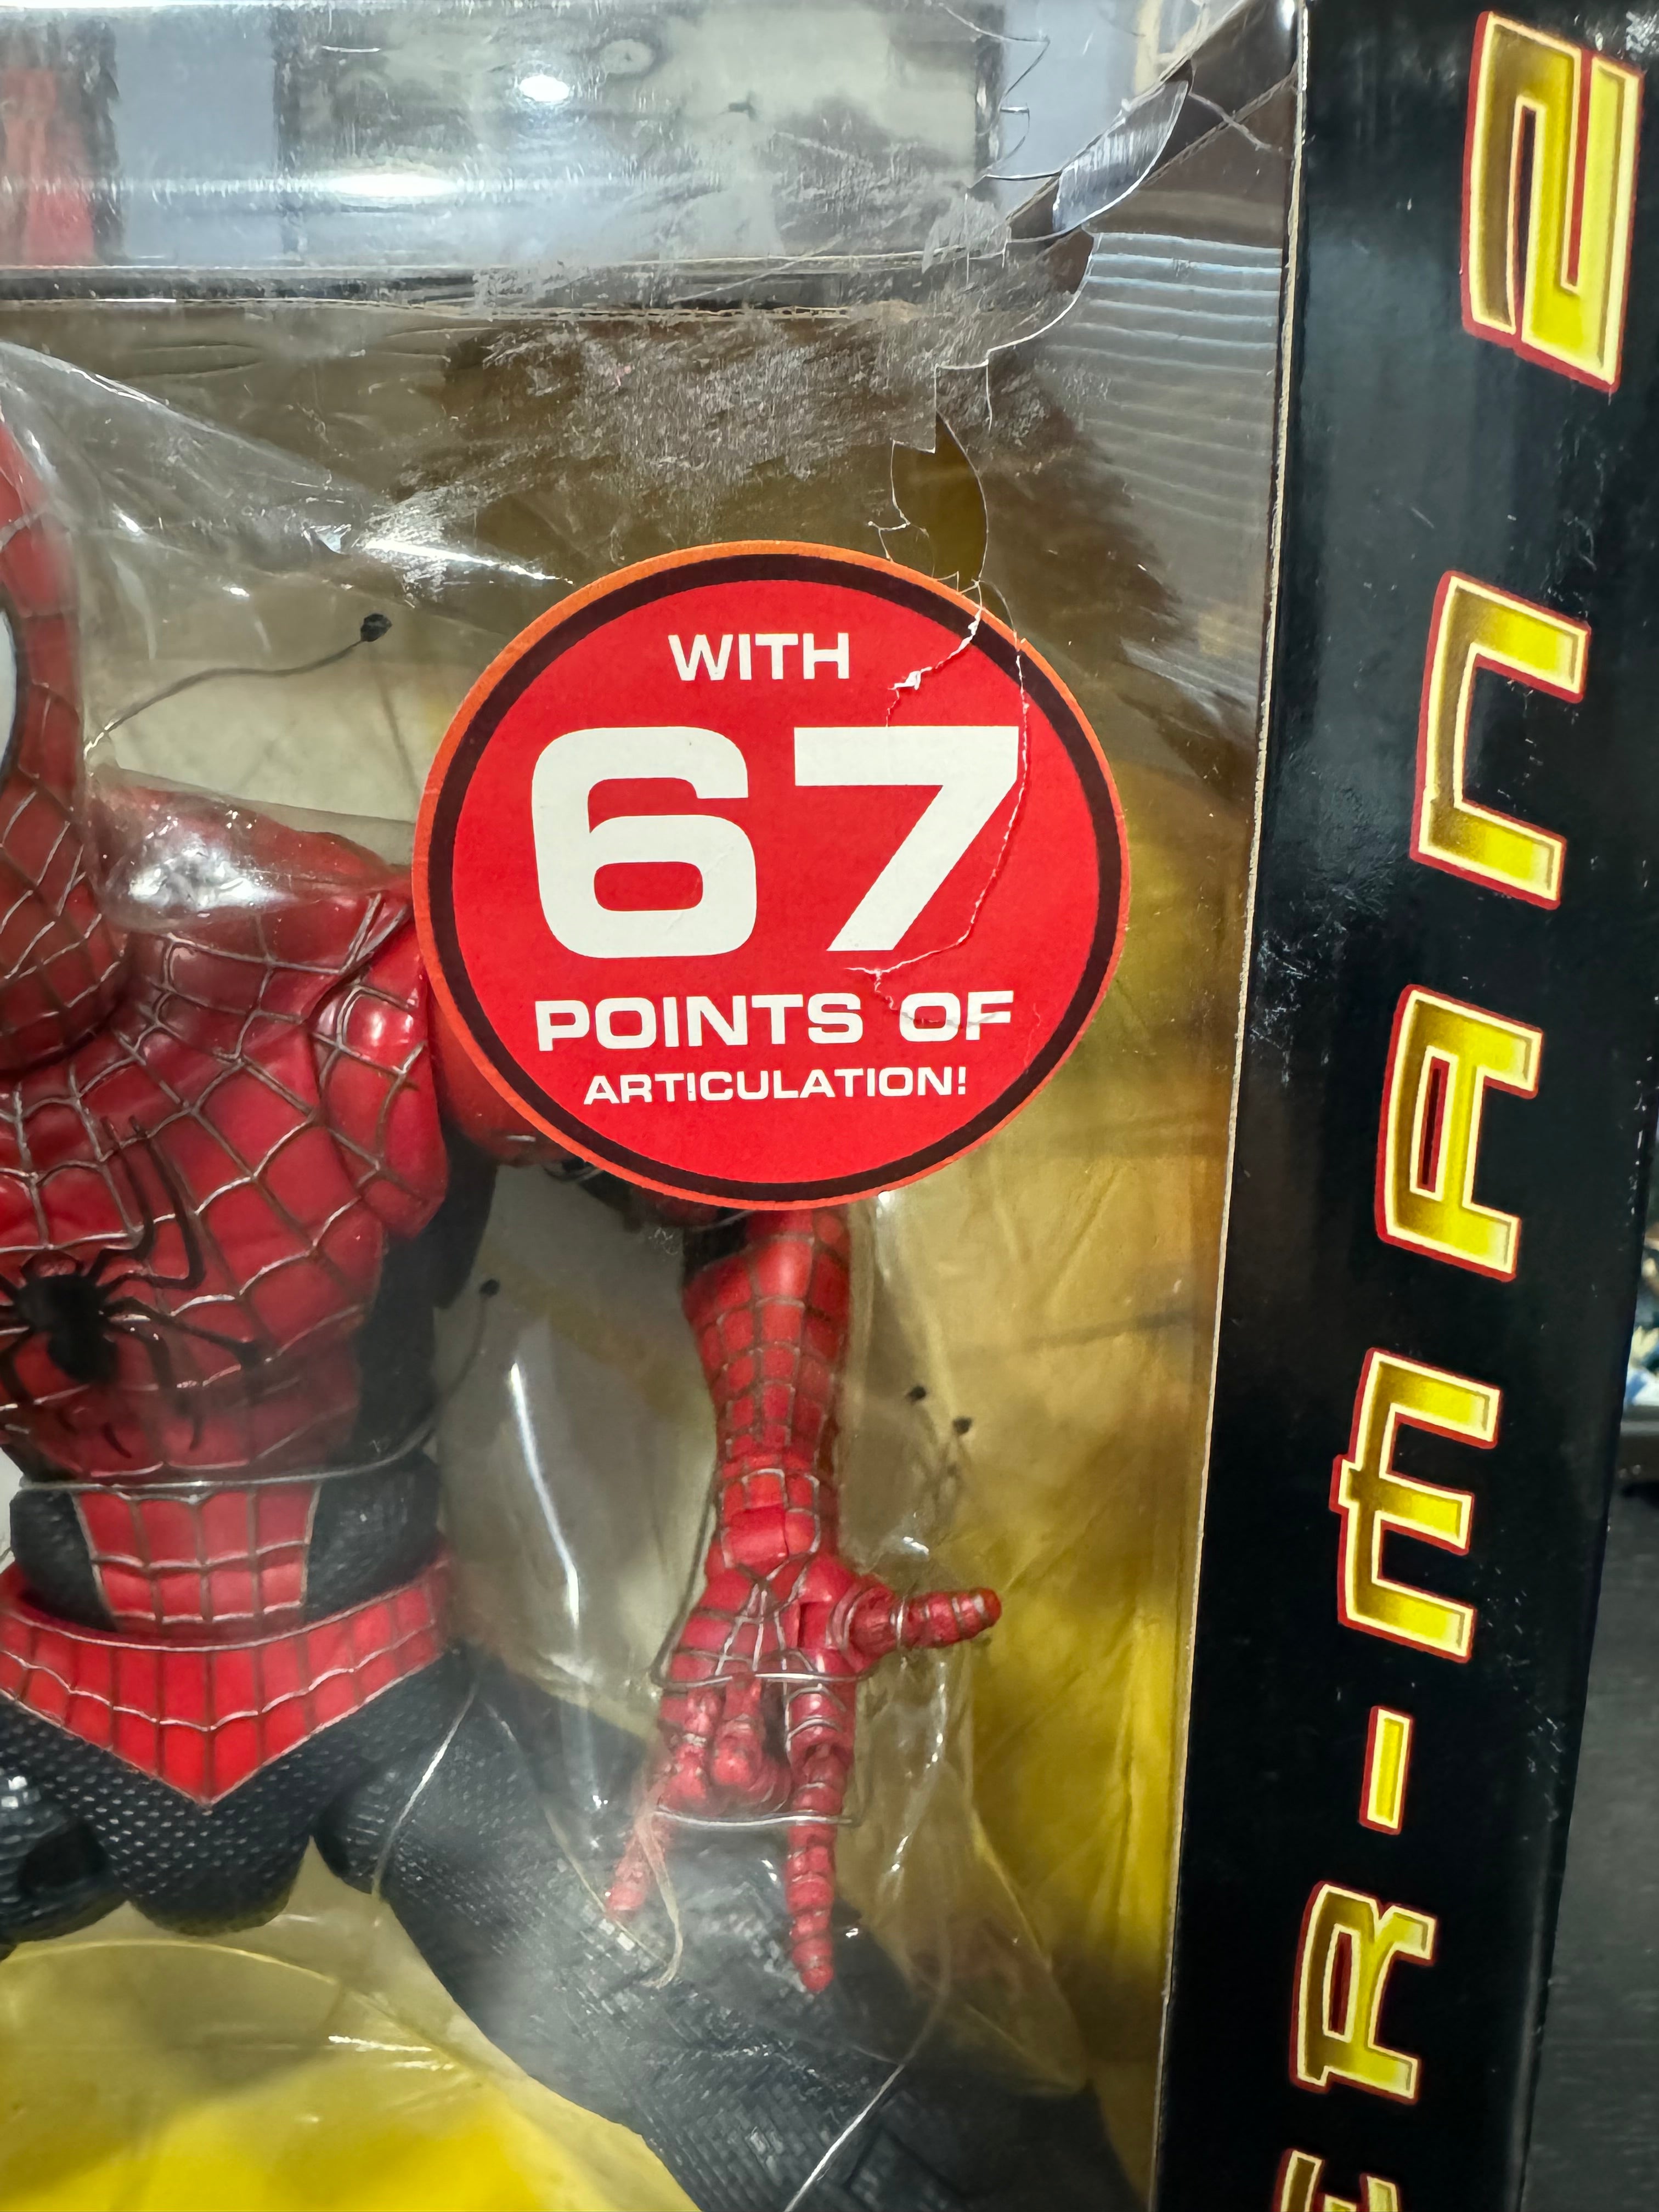 WITH
67
POINTS OF
ARTICULATION!
ER-MAN 2